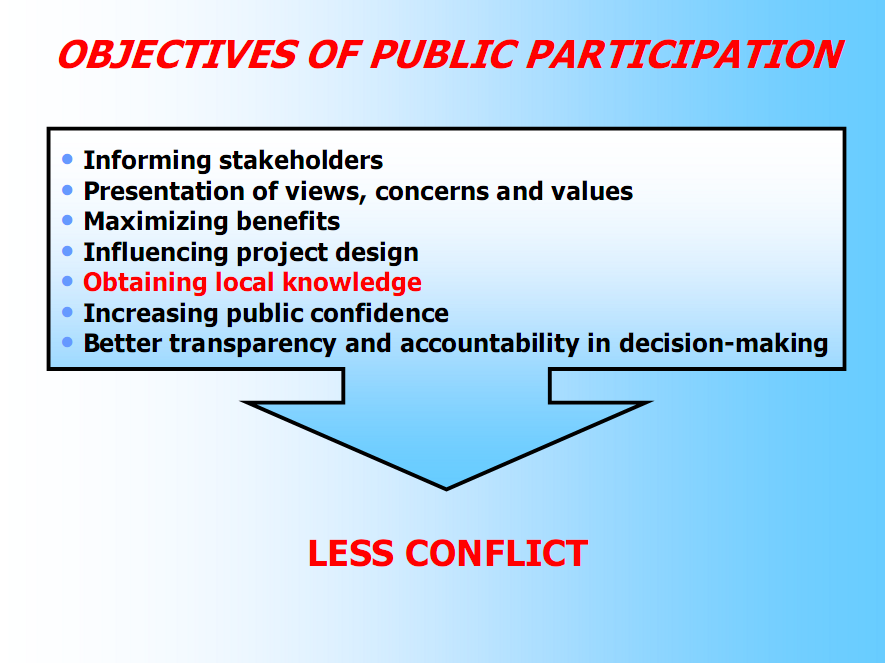 OBJECTIVES OF PUBLIC PARTICIPATION
• Informing stakeholders
• Presentation of views, concerns and values
• Maximizing benefits
• Influencing project design
• Obtaining local knowledge
• Increasing public confidence
• Better transparency and accountability in decision-making
LESS CONFLICT